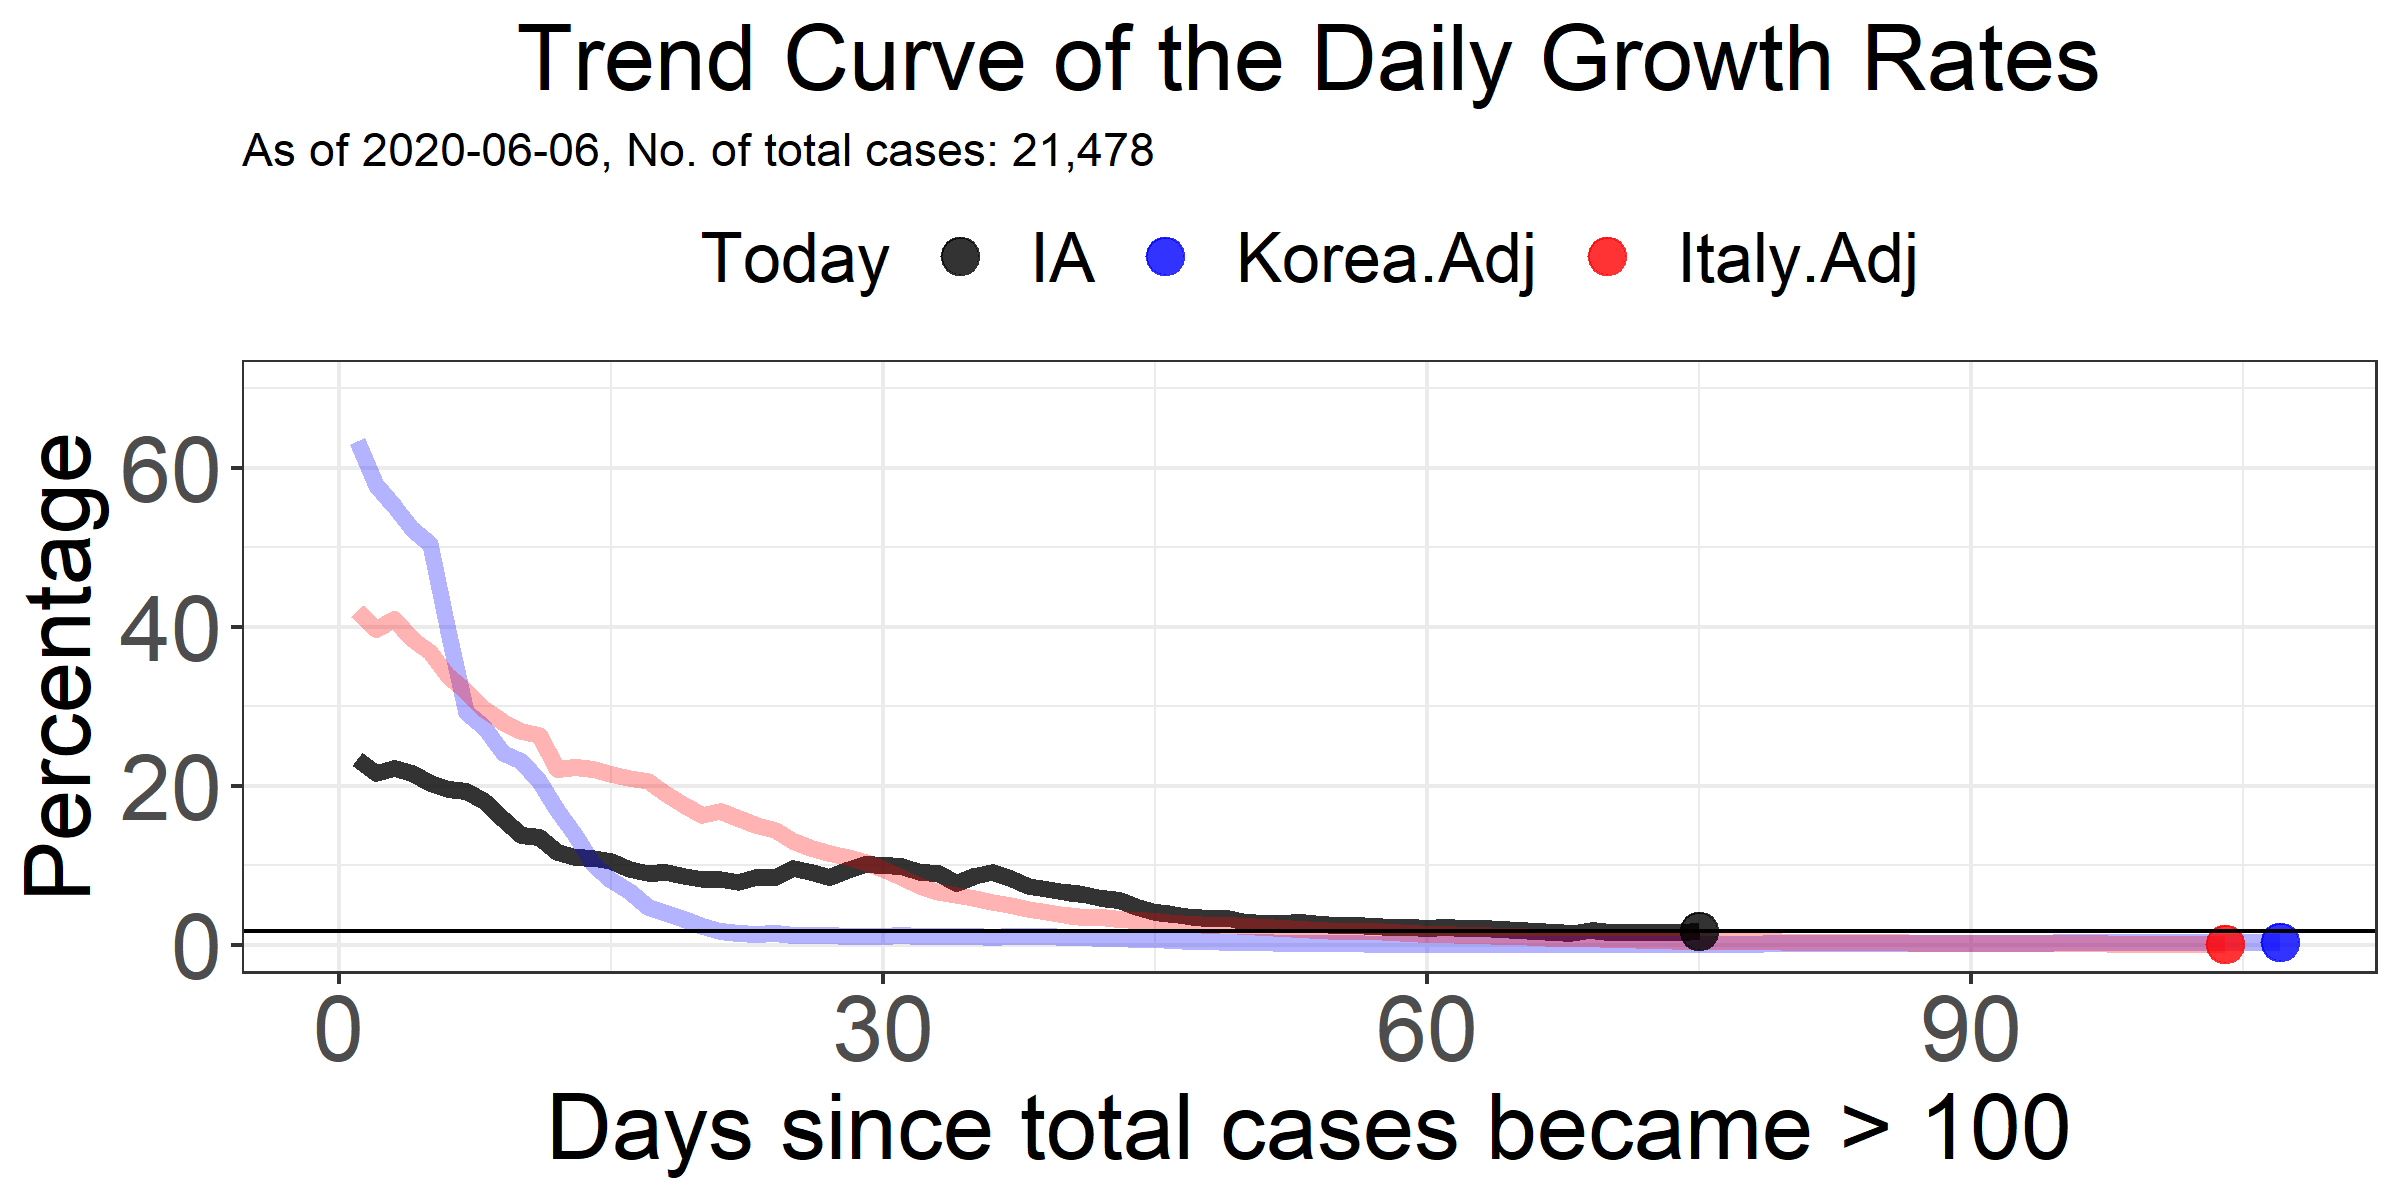 Trend Curve of the Daily Growth Rates
As of 2020-06-06, No. of total cases: 21,478
Today IA Korea.Adj Italy.Adj
Percentage
60
40
20
0
0 30 60 90
Days since total cases became > 100